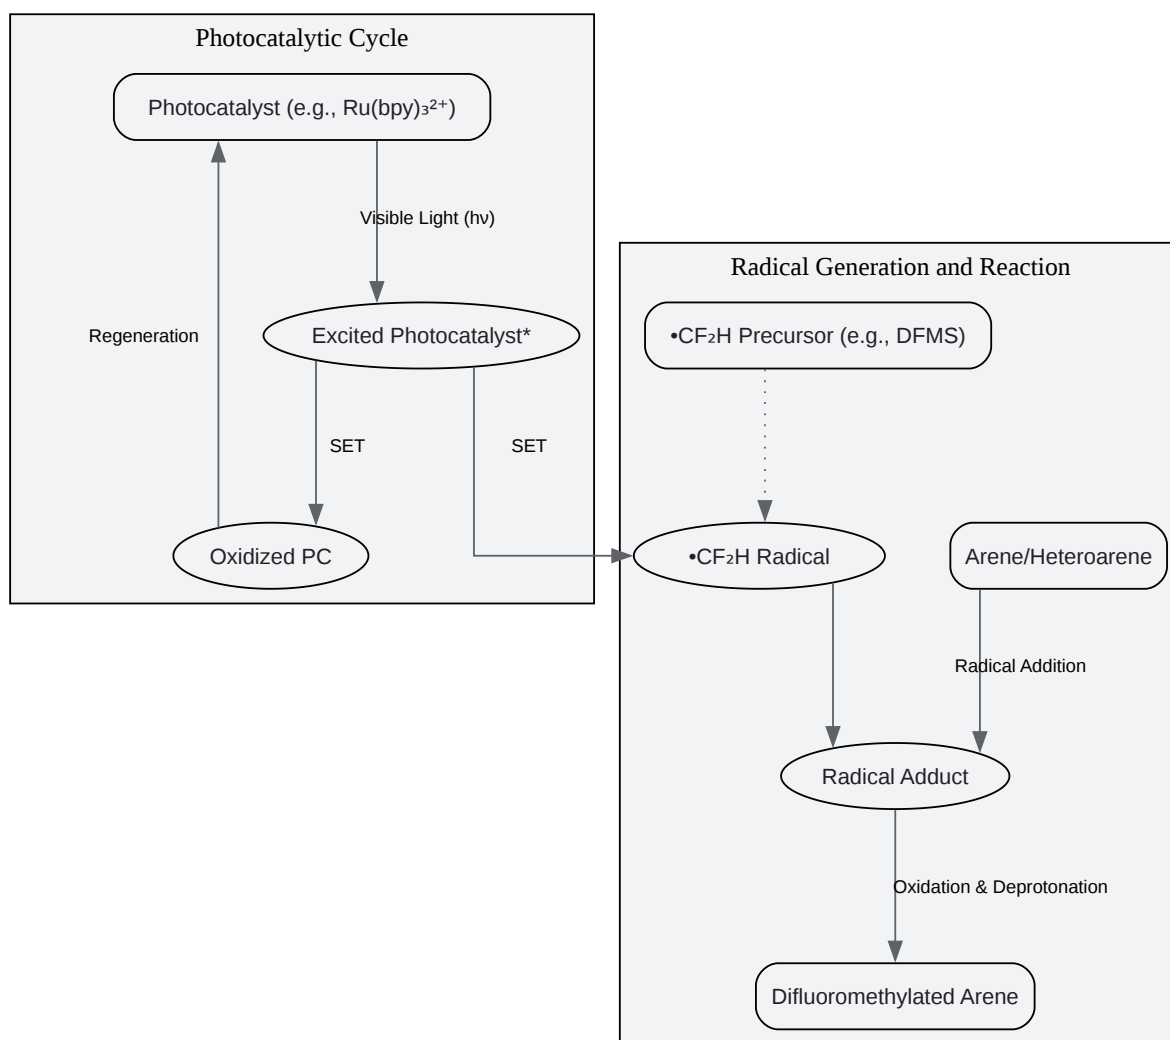 Photocatalytic Cycle
Photocatalyst (e.g., Ru(bpy)₃²⁺)
Visible Light (hν)
Regeneration
Excited Photocatalyst*
SET
SET
Oxidized PC
Radical Generation and Reaction
•CF₂H Precursor (e.g., DFMS)
•CF₂H Radical
Arene/Heteroarene
Radical Addition
Radical Adduct
Oxidation & Deprotonation
Difluoromethylated Arene